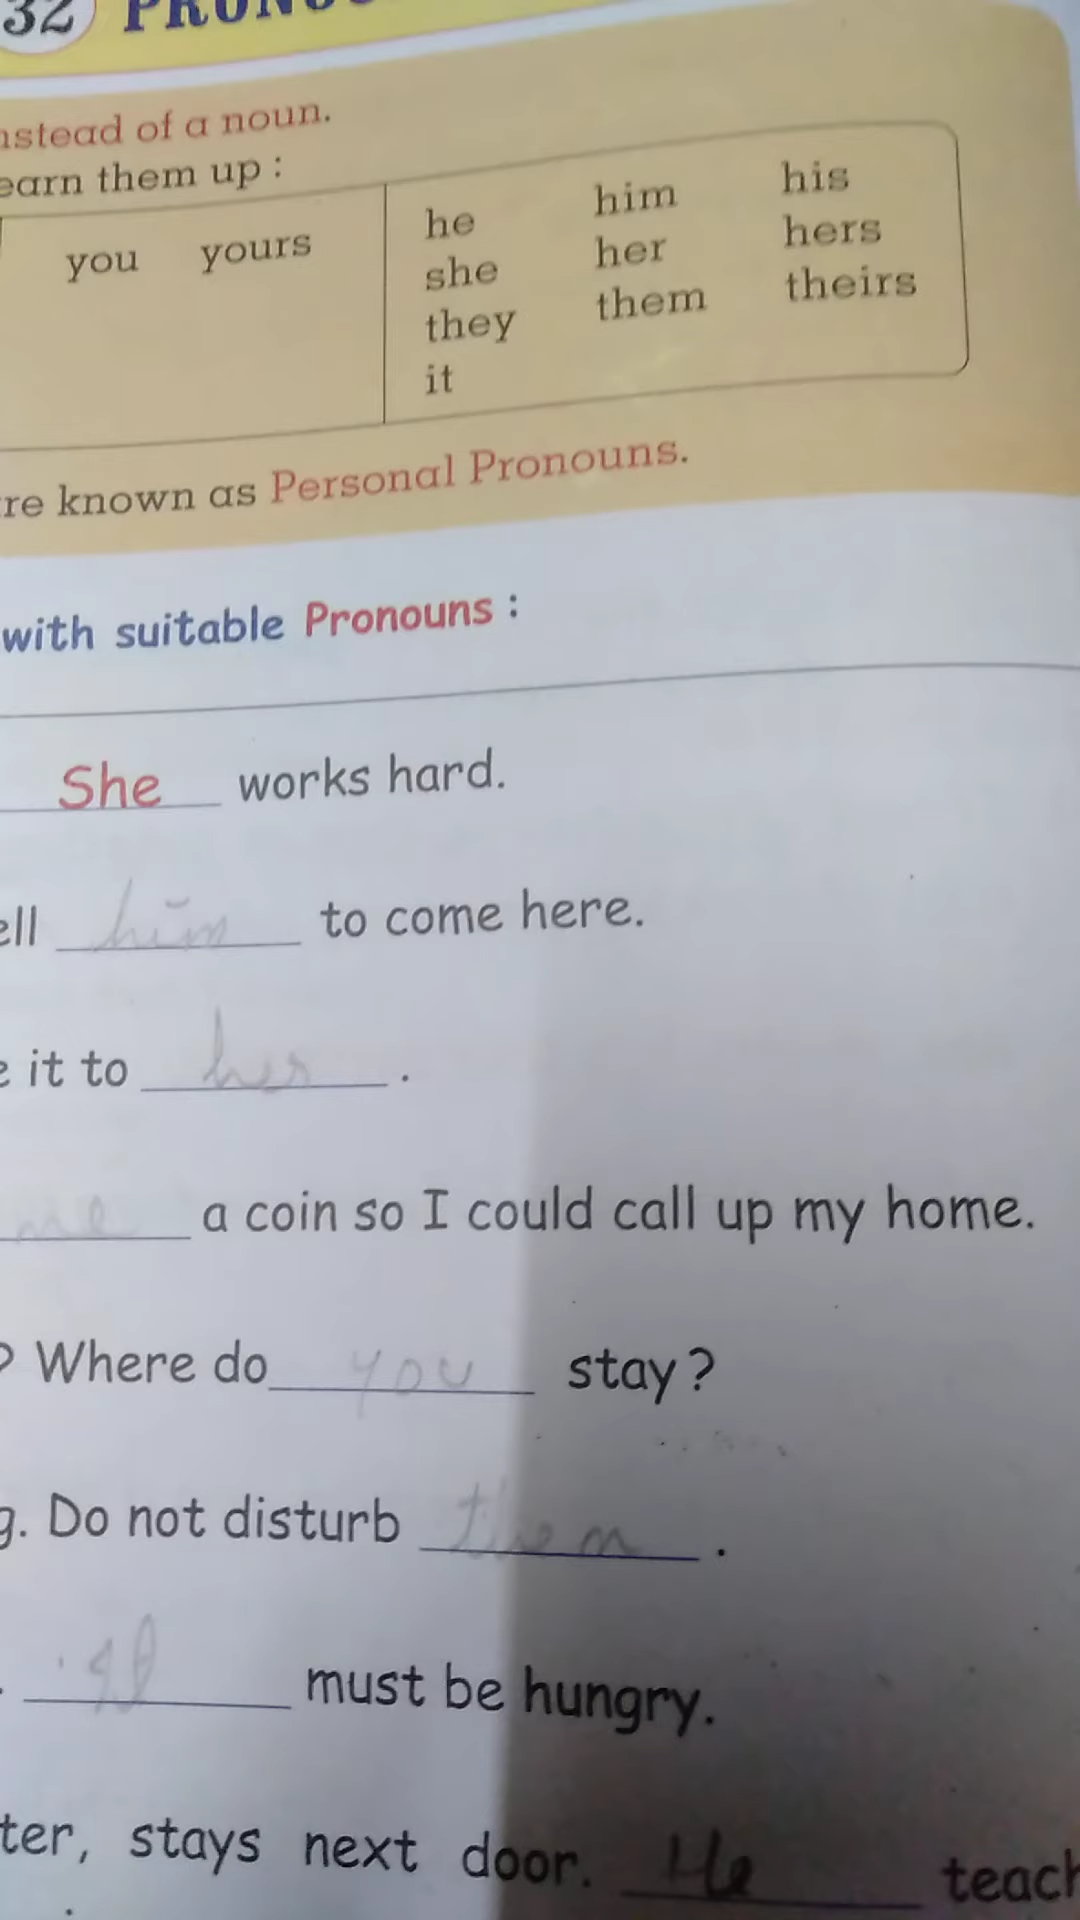 32 PRONO
nstead of a noun.
earn them up :
you yours he him his
she her hers
they them theirs
it
re known as Personal Pronouns.
with suitable Pronouns :
She works hard.
ell him to come here.
e it to her .
me a coin so I could call up my home.
? Where do you stay ?
g. Do not disturb them .
must be hungry.
ter, stays next door. He teach